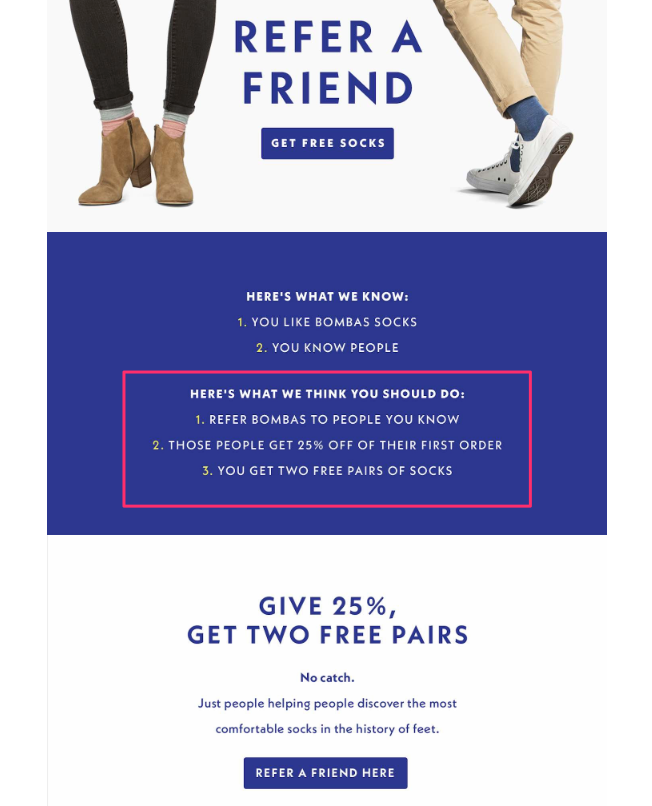 REFER A
FRIEND
GET FREE SOCKS
HERE'S WHAT WE KNOW:
1. YOU LIKE BOMBAS SOCKS
2. YOU KNOW PEOPLE
HERE'S WHAT WE THINK YOU SHOULD DO:
1. REFER BOMBAS TO PEOPLE YOU KNOW
2. THOSE PEOPLE GET 25% OFF OF THEIR FIRST ORDER
3. YOU GET TWO FREE PAIRS OF SOCKS
GIVE 25%,
GET TWO FREE PAIRS
No catch.
Just people helping people discover the most
comfortable socks in the history of feet.
REFER A FRIEND HERE